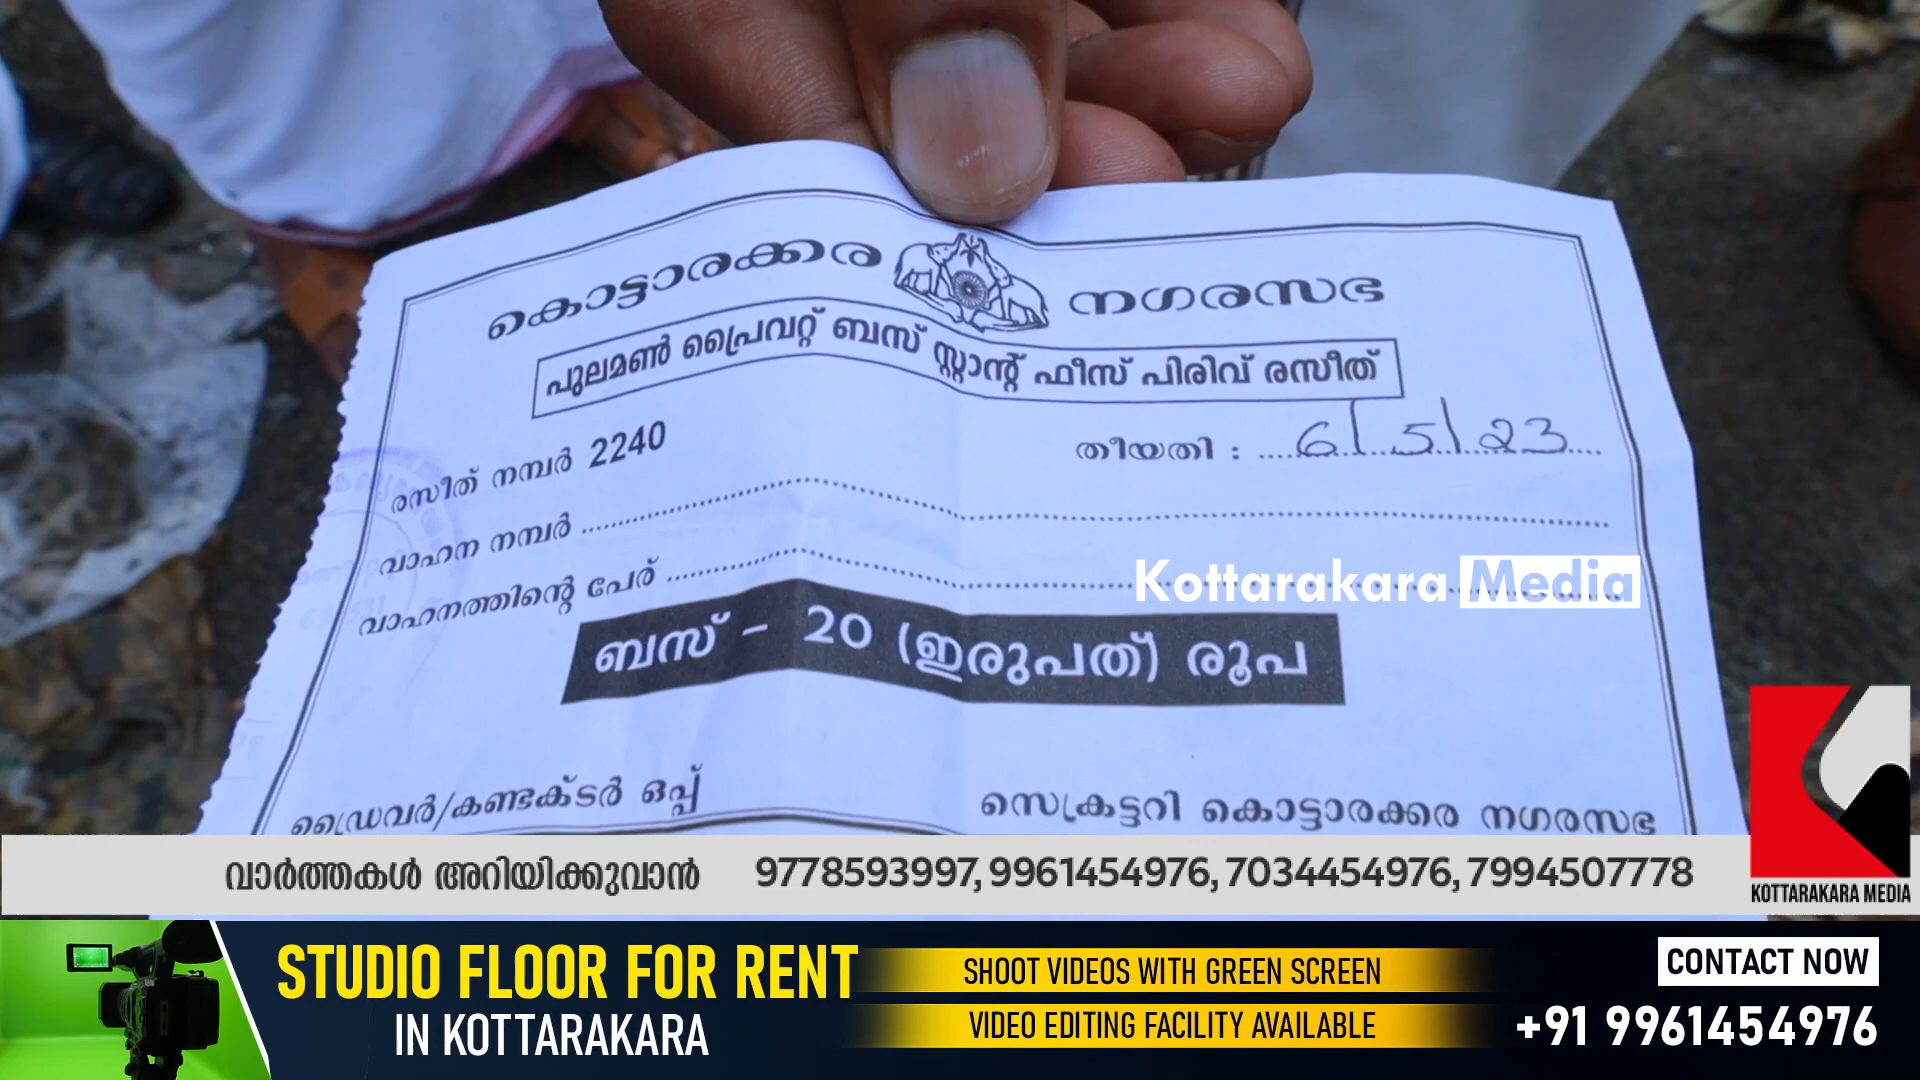 കൊട്ടാരക്കര നഗരസഭ
പുലമൺ പ്രൈവറ്റ് ബസ് സ്റ്റാന്റ് ഫീസ് പിരിവ് രസീത്
രസീത് നമ്പർ 2240
തീയതി : 6/5/23
വാഹന നമ്പർ
വാഹനത്തിന്റെ പേര്
Kottarakara Media
ബസ് - 20 (ഇരുപത്) രൂപ
ഡ്രൈവർ/കണ്ടക്ടർ ഒപ്പ്
സെക്രട്ടറി കൊട്ടാരക്കര നഗരസഭ
വാർത്തകൾ അറിയിക്കുവാൻ 9778593997, 9961454976, 7034454976, 7994507778
KOTTARAKARA MEDIA
STUDIO FLOOR FOR RENT
IN KOTTARAKARA
SHOOT VIDEOS WITH GREEN SCREEN
VIDEO EDITING FACILITY AVAILABLE
CONTACT NOW
+91 9961454976